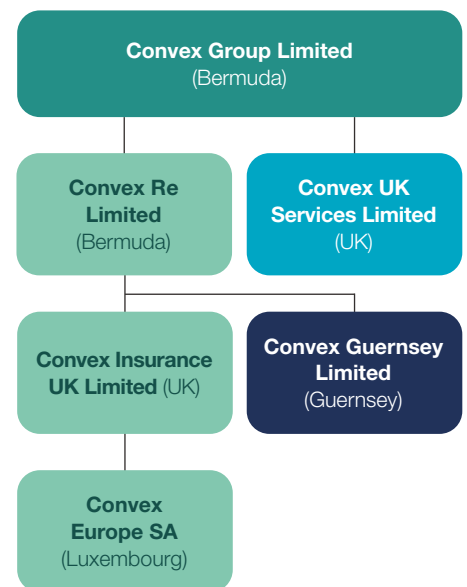 Convex Group Limited
(Bermuda)
Convex Re
Limited
(Bermuda)
Convex UK
Services Limited
(UK)
Convex Insurance
UK Limited (UK)
Convex Guernsey
Limited
(Guernsey)
Convex
Europe SA
(Luxembourg)